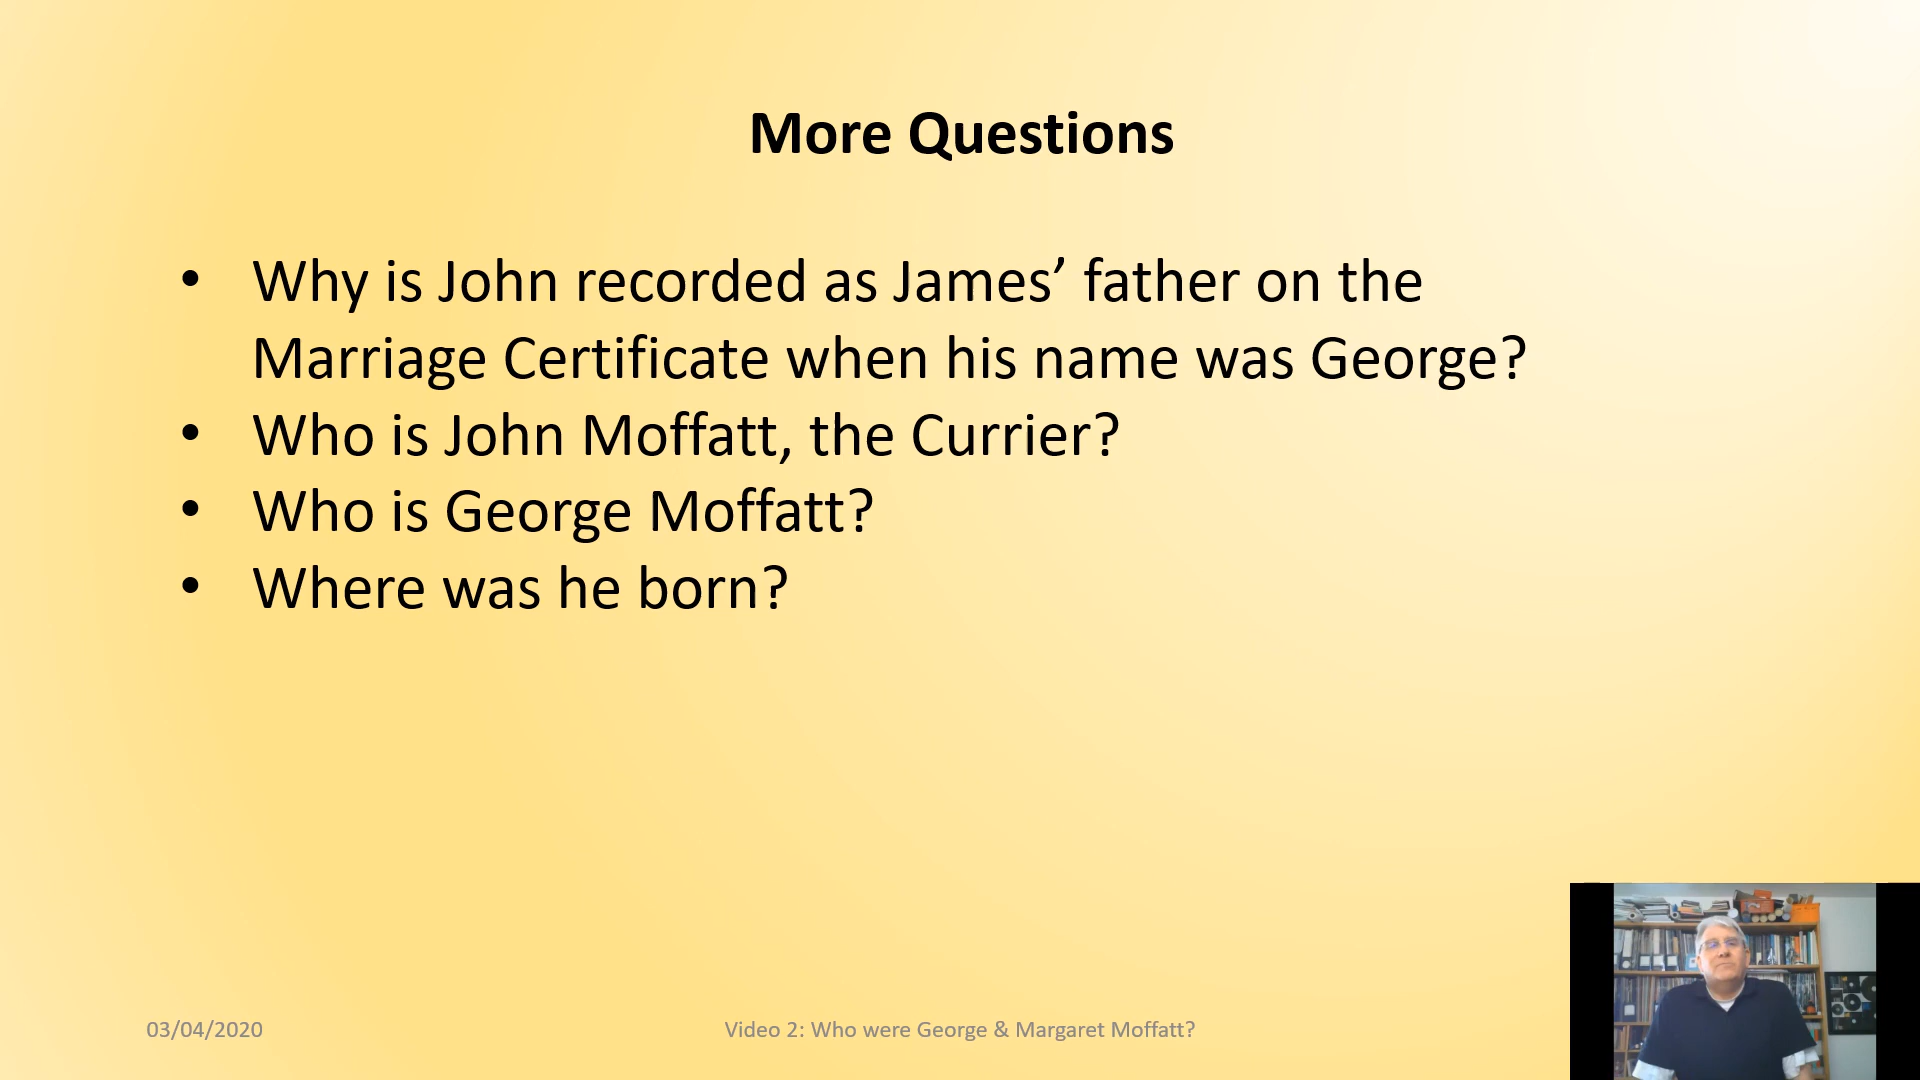 More Questions
• Why is John recorded as James’ father on the
Marriage Certificate when his name was George?
• Who is John Moffatt, the Currier?
• Who is George Moffatt?
• Where was he born?
03/04/2020
Video 2: Who were George & Margaret Moffatt?